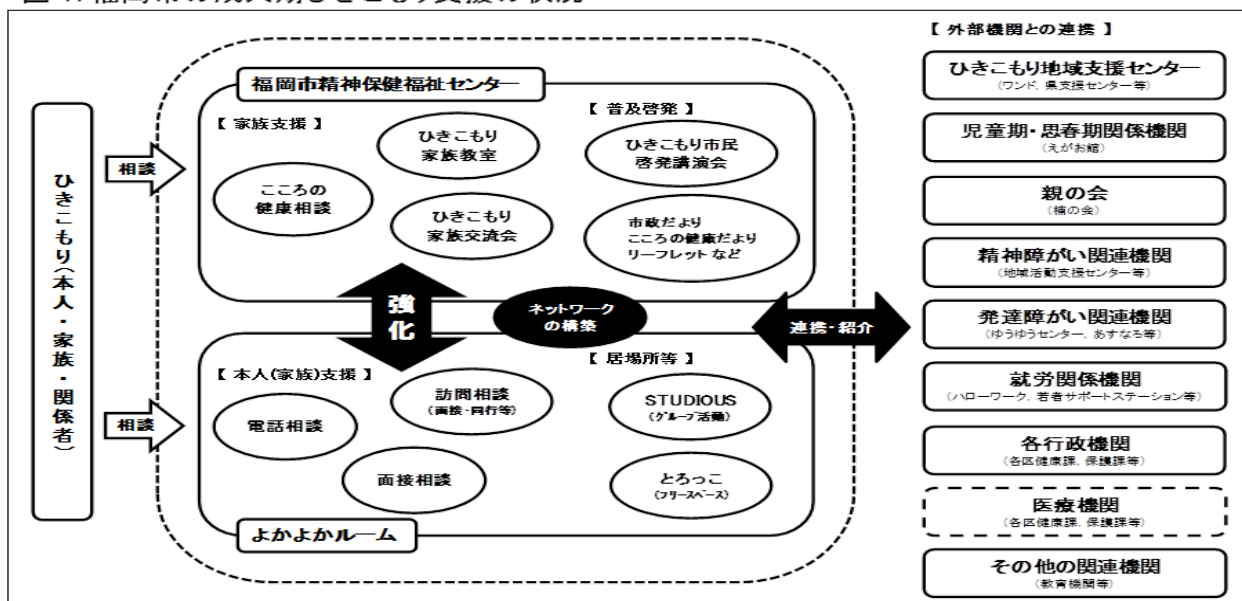 福岡市の成人期ひきこもり支援の状況
【 外部機関との連携 】
ひきこもり(本人・家族・関係者)
相談
相談
福岡市精神保健福祉センター
【 家族支援 】
こころの
健康相談
ひきこもり
家族教室
ひきこもり
家族交流会
【 普及啓発 】
ひきこもり市民
啓発講演会
市政だより
こころの健康だより
リーフレットなど
強化
ネットワーク
の構築
連携・紹介
【 本人(家族)支援 】
電話相談
訪問相談
(面接・同行等)
面接相談
【 居場所等 】
STUDIOUS
(グループ活動)
とろっこ
(フリースペース)
よかよかルーム
ひきこもり地域支援センター
(ワンド, 県支援センター等)
児童期・思春期関係機関
(えがお館)
親の会
(楠の会)
精神障がい関連機関
(地域活動支援センター等)
発達障がい関連機関
(ゆうゆうセンター, あすなろ等)
就労関係機関
(ハローワーク, 若者サポートステーション等)
各行政機関
(各区健康課, 保護課等)
医療機関
(各区健康課, 保護課等)
その他の関連機関
(教育機関等)